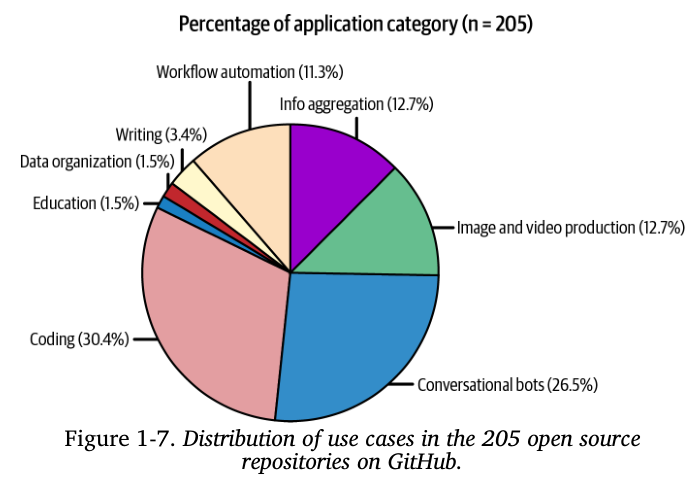 Percentage of application category (n = 205)
Workflow automation (11.3%)
Info aggregation (12.7%)
Writing (3.4%)
Data organization (1.5%)
Education (1.5%)
Image and video production (12.7%)
Coding (30.4%)
Conversational bots (26.5%)
Figure 1-7. Distribution of use cases in the 205 open source
repositories on GitHub.